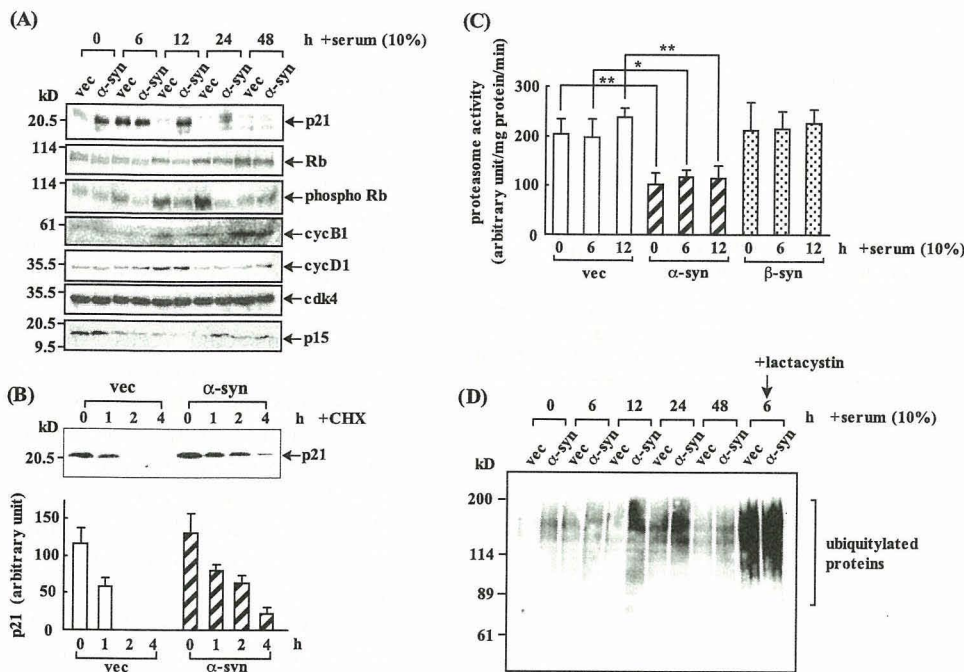 (A)
0 6 12 24 48 h +serum (10%)
vec α-syn vec α-syn vec α-syn vec α-syn vec α-syn
kD
20.5 p21
114 Rb
114 phospho Rb
61 cycB1
35.5 cycD1
35.5 cdk4
20.5 p15
9.5
(B)
vec α-syn
0 1 2 4 0 1 2 4 h +CHX
kD
20.5 p21
p21 (arbitrary unit)
150
100
50
0
0 1 2 4 0 1 2 4 h
vec α-syn
(C)
proteasome activity
(arbitrary unit/mg protein/min)
** * **
300
200
100
0
0 6 12 0 6 12 0 6 12 h +serum (10%)
vec α-syn β-syn
(D)
+lactacystin
0 6 12 24 48 6 h +serum (10%)
vec α-syn vec α-syn vec α-syn vec α-syn vec α-syn vec α-syn
kD
200
114
89
61
ubiquitylated
proteins